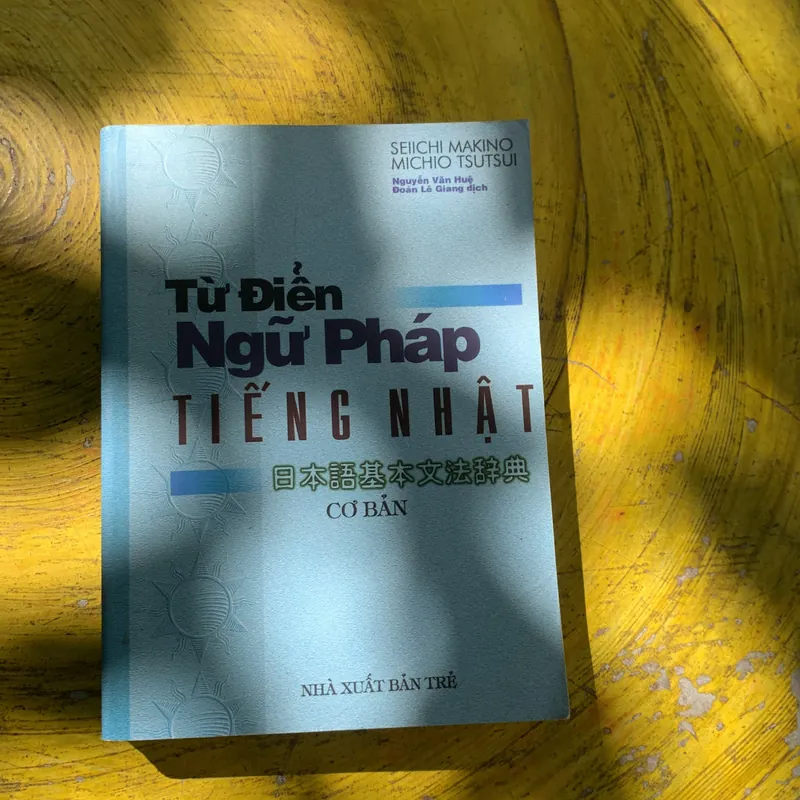 SEIICHI MAKINO
MICHIO TSUTSUI
Nguyễn Văn Huệ
Đoàn Lê Giang dịch
Từ Điển
Ngữ Pháp
TIẾNG NHẬT
日本語基本文法辞典
CƠ BẢN
NHÀ XUẤT BẢN TRẺ